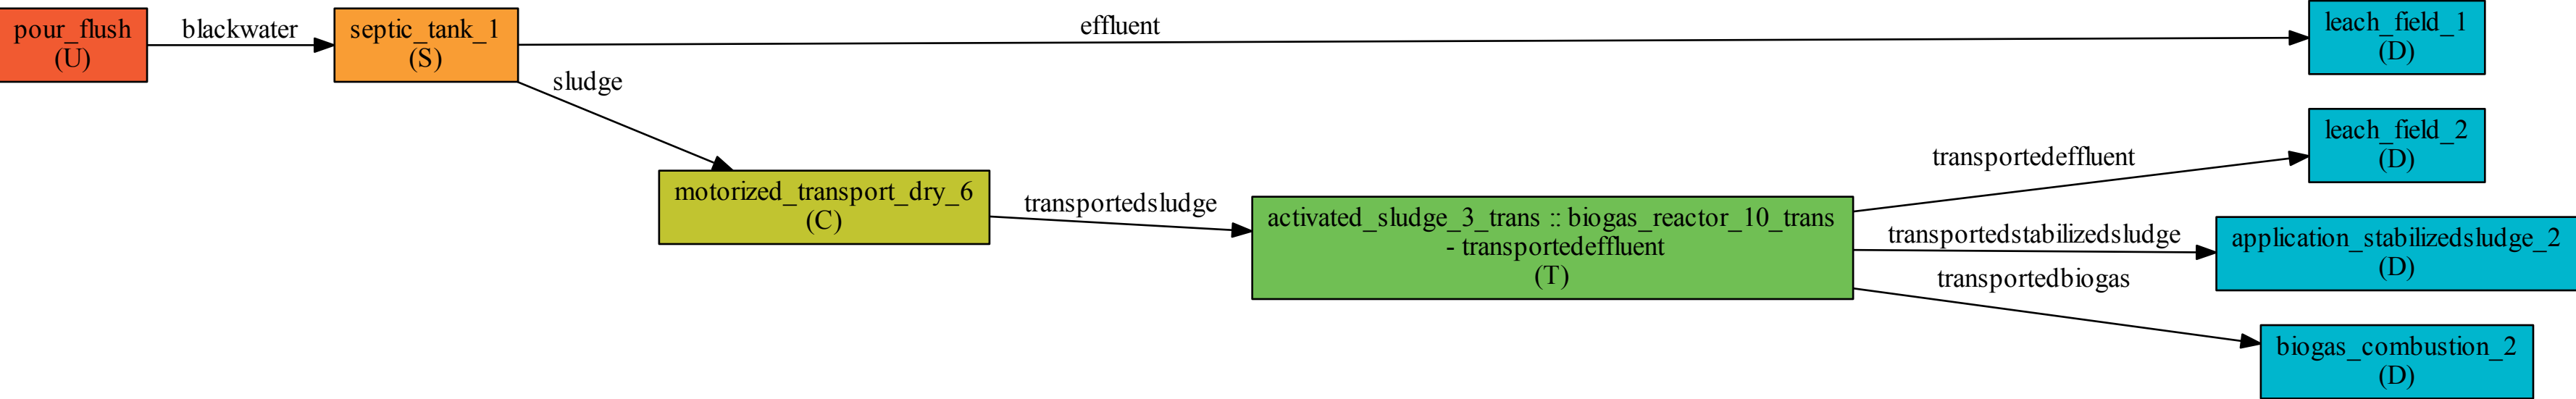 pour_flush
(U)
blackwater
septic_tank_1
(S)
effluent
leach_field_1
(D)
sludge
motorized_transport_dry_6
(C)
transportedsludge
activated_sludge_3_trans :: biogas_reactor_10_trans
- transportedeffluent
(T)
transportedeffluent
leach_field_2
(D)
transportedstabilizedsludge
application_stabilizedsludge_2
(D)
transportedbiogas
biogas_combustion_2
(D)